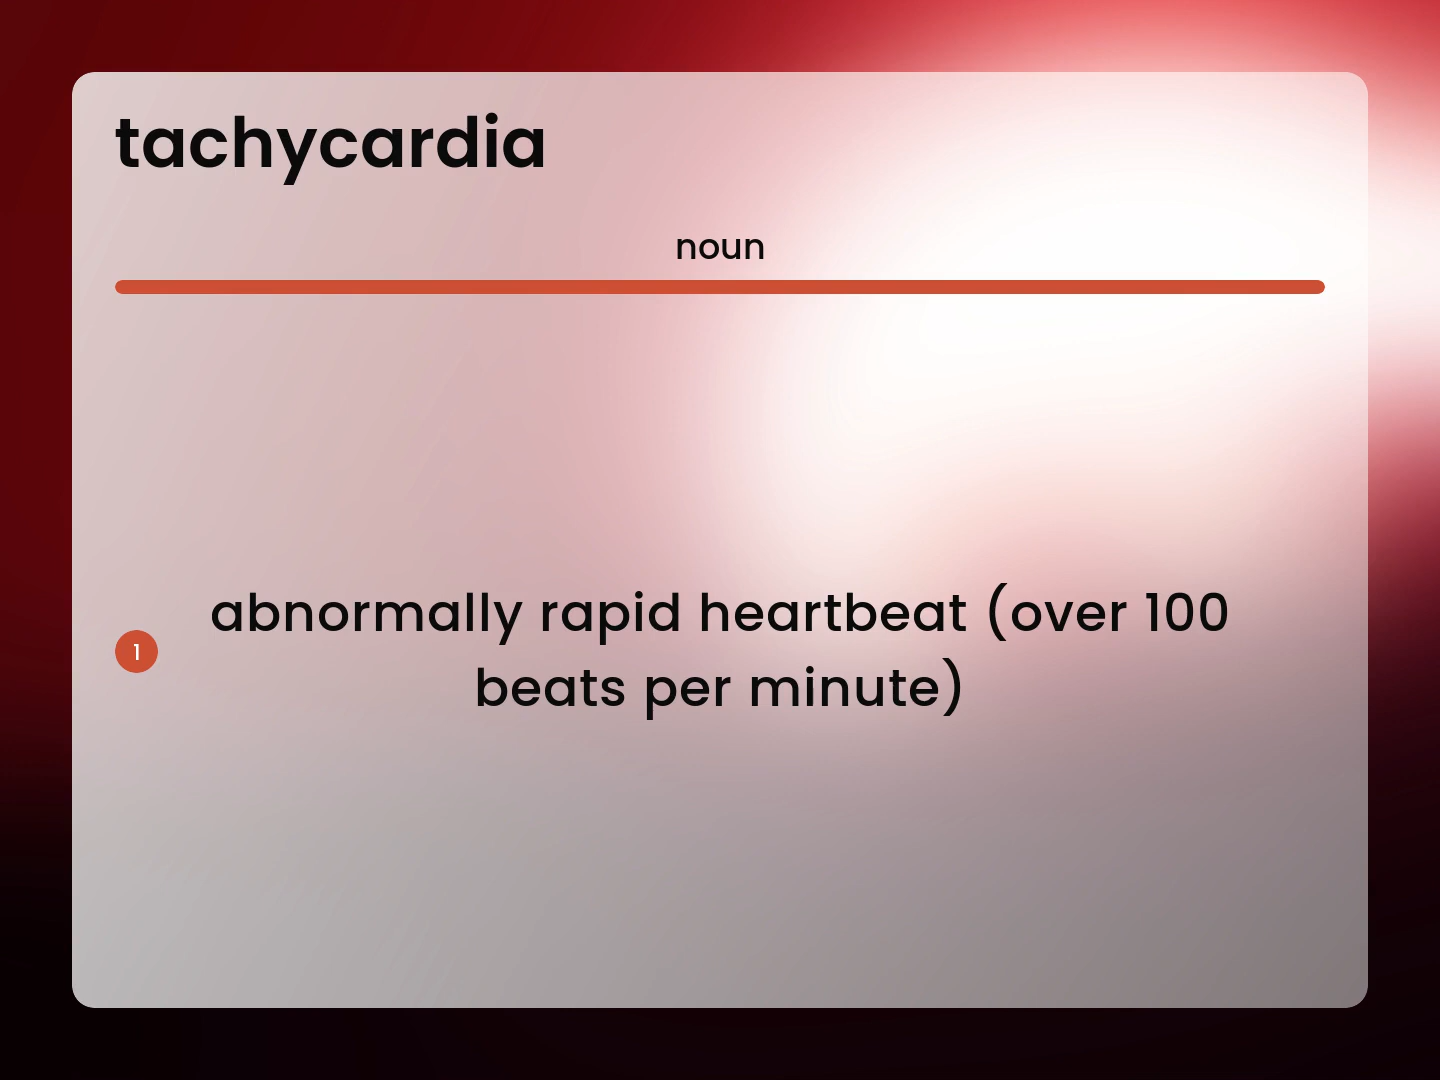 tachycardia
noun
1
abnormally rapid heartbeat (over 100
beats per minute)